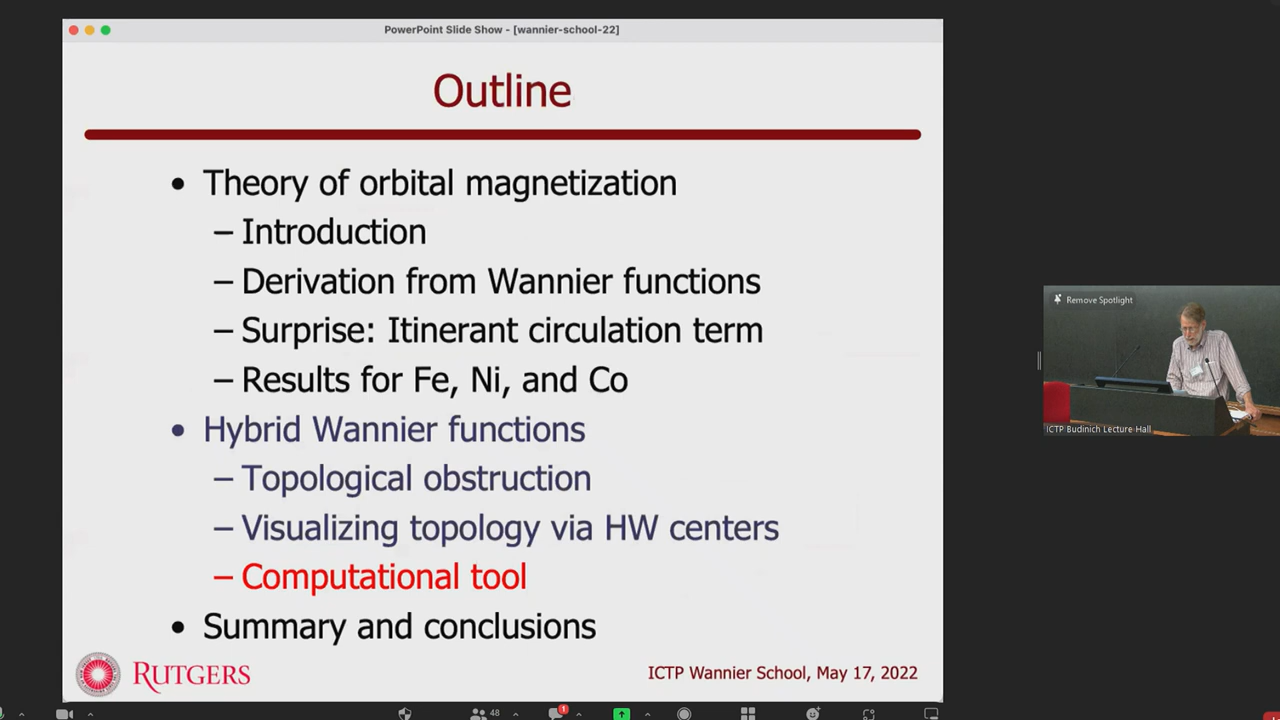 PowerPoint Slide Show - [wannier-school-22]
Outline
• Theory of orbital magnetization
– Introduction
– Derivation from Wannier functions
– Surprise: Itinerant circulation term
– Results for Fe, Ni, and Co
• Hybrid Wannier functions
– Topological obstruction
– Visualizing topology via HW centers
– Computational tool
• Summary and conclusions
RUTGERS
ICTP Wannier School, May 17, 2022
Remove Spotlight
ICTP Budinich Lecture Hall
48
1